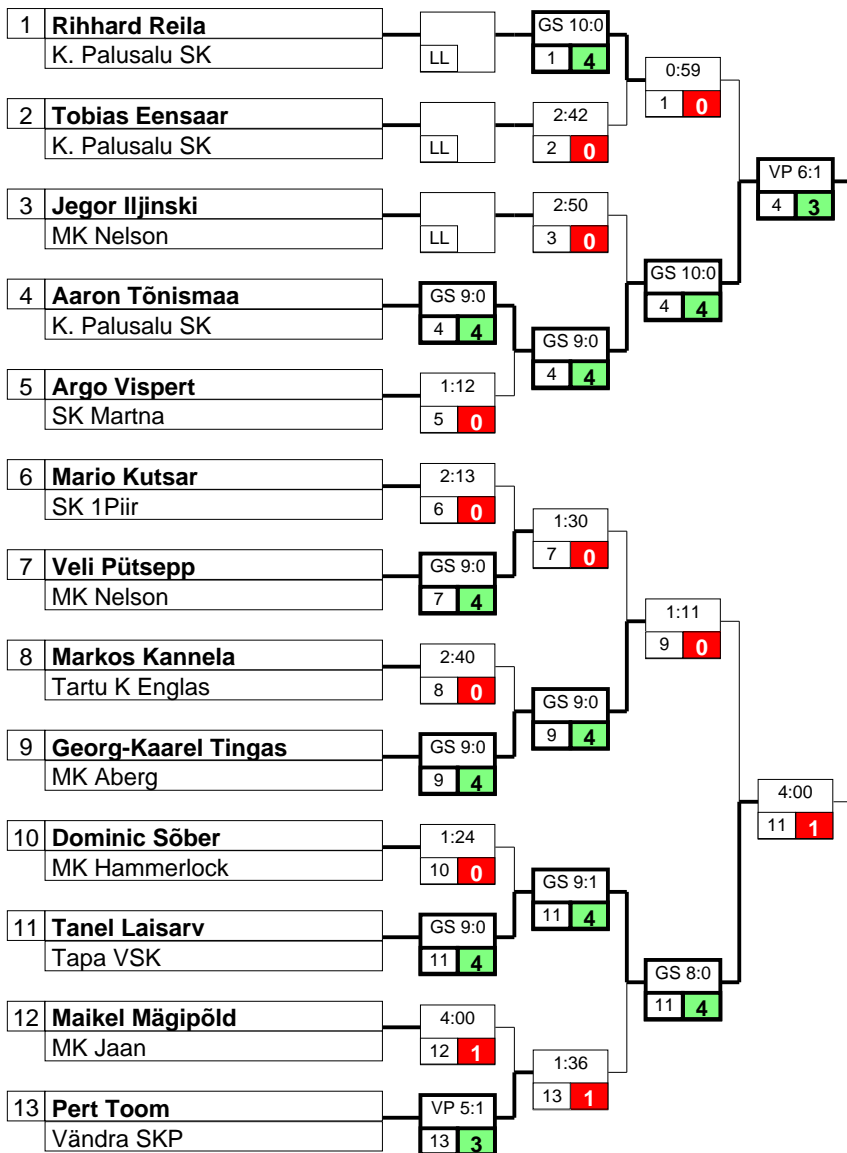 1 Rihhard Reila
K. Palusalu SK
LL
GS 10:0
1 4
0:59
1 0
2 Tobias Eensaar
K. Palusalu SK
LL
2:42
2 0
VP 6:1
4 3
3 Jegor Iljinski
MK Nelson
LL
2:50
3 0
GS 10:0
4 4
4 Aaron Tõnismaa
K. Palusalu SK
GS 9:0
4 4
GS 9:0
4 4
5 Argo Vispert
SK Martna
1:12
5 0
6 Mario Kutsar
SK 1Piir
2:13
6 0
1:30
7 0
7 Veli Pütsepp
MK Nelson
GS 9:0
7 4
1:11
9 0
8 Markos Kannela
Tartu K Englas
2:40
8 0
GS 9:0
9 4
9 Georg-Kaarel Tingas
MK Aberg
GS 9:0
9 4
4:00
11 1
10 Dominic Sõber
MK Hammerlock
1:24
10 0
GS 9:1
11 4
11 Tanel Laisarv
Tapa VSK
GS 9:0
11 4
GS 8:0
11 4
12 Maikel Mägipõld
MK Jaan
4:00
12 1
1:36
13 1
13 Pert Toom
Vändra SKP
VP 5:1
13 3